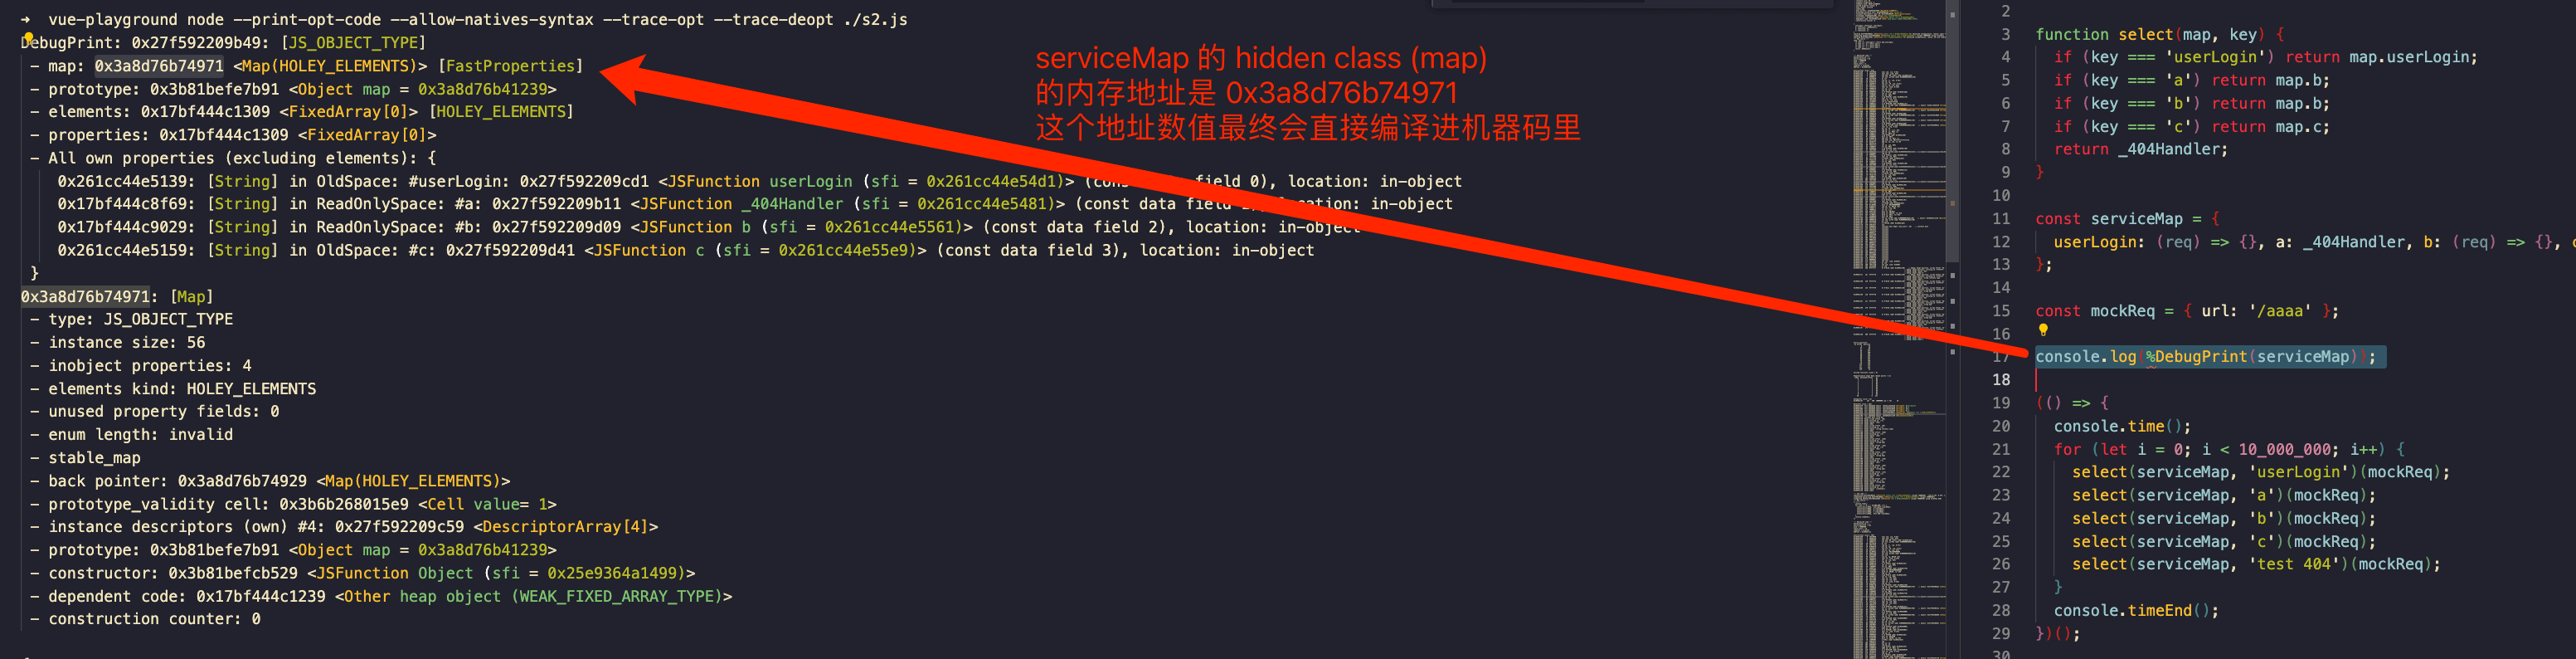 ➜ vue-playground node --print-opt-code --allow-natives-syntax --trace-opt --trace-deopt ./s2.js
DebugPrint: 0x27f592209b49: [JS_OBJECT_TYPE]
- map: 0x3a8d76b74971 <Map(HOLEY_ELEMENTS)> [FastProperties]
- prototype: 0x3b81befe7b91 <Object map = 0x3a8d76b41239>
- elements: 0x17bf444c1309 <FixedArray[0]> [HOLEY_ELEMENTS]
- properties: 0x17bf444c1309 <FixedArray[0]>
- All own properties (excluding elements): {
0x261cc44e5139: [String] in OldSpace: #userLogin: 0x27f592209cd1 <JSFunction userLogin (sfi = 0x261cc44e54d1)> (const data field 0), location: in-object
0x17bf444c8f69: [String] in ReadOnlySpace: #a: 0x27f592209b11 <JSFunction _404Handler (sfi = 0x261cc44e5481)> (const data field location: in-object
0x17bf444c9029: [String] in ReadOnlySpace: #b: 0x27f592209d09 <JSFunction b (sfi = 0x261cc44e5561)> (const data field 2), location: in-object
0x261cc44e5159: [String] in OldSpace: #c: 0x27f592209d41 <JSFunction c (sfi = 0x261cc44e55e9)> (const data field 3), location: in-object
}
0x3a8d76b74971: [Map]
- type: JS_OBJECT_TYPE
- instance size: 56
- inobject properties: 4
- elements kind: HOLEY_ELEMENTS
- unused property fields: 0
- enum length: invalid
- stable_map
- back pointer: 0x3a8d76b74929 <Map(HOLEY_ELEMENTS)>
- prototype_validity cell: 0x3b6b268015e9 <Cell value= 1>
- instance descriptors (own) #4: 0x27f592209c59 <DescriptorArray[4]>
- prototype: 0x3b81befe7b91 <Object map = 0x3a8d76b41239>
- constructor: 0x3b81befcb529 <JSFunction Object (sfi = 0x25e9364a1499)>
- dependent code: 0x17bf444c1239 <Other heap object (WEAK_FIXED_ARRAY_TYPE)>
- construction counter: 0
serviceMap 的 hidden class (map)
的内存地址是 0x3a8d76b74971
这个地址数值最终会直接编译进机器码里
2
3 function select(map, key) {
4 if (key === 'userLogin') return map.userLogin;
5 if (key === 'a') return map.b;
6 if (key === 'b') return map.b;
7 if (key === 'c') return map.c;
8 return _404Handler;
9 }
10
11 const serviceMap = {
12 userLogin: (req) => {}, a: _404Handler, b: (req) => {},
13 };
14
15 const mockReq = { url: '/aaaa' };
16
17 console.log(%DebugPrint(serviceMap));
18
19 (() => {
20 console.time();
21 for (let i = 0; i < 10_000_000; i++) {
22 select(serviceMap, 'userLogin')(mockReq);
23 select(serviceMap, 'a')(mockReq);
24 select(serviceMap, 'b')(mockReq);
25 select(serviceMap, 'c')(mockReq);
26 select(serviceMap, 'test 404')(mockReq);
27 }
28 console.timeEnd();
29 })();
30